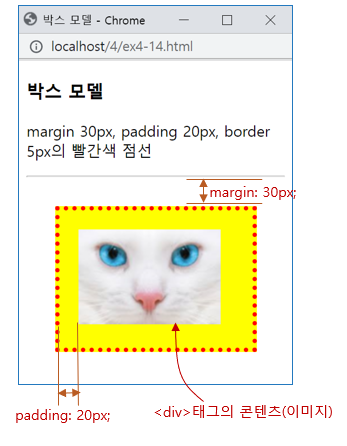 박스 모델 - Chrome
localhost/4/ex4-14.html
박스 모델
margin 30px, padding 20px, border
5px의 빨간색 점선
margin: 30px;
padding: 20px;
<div>태그의 콘텐츠(이미지)